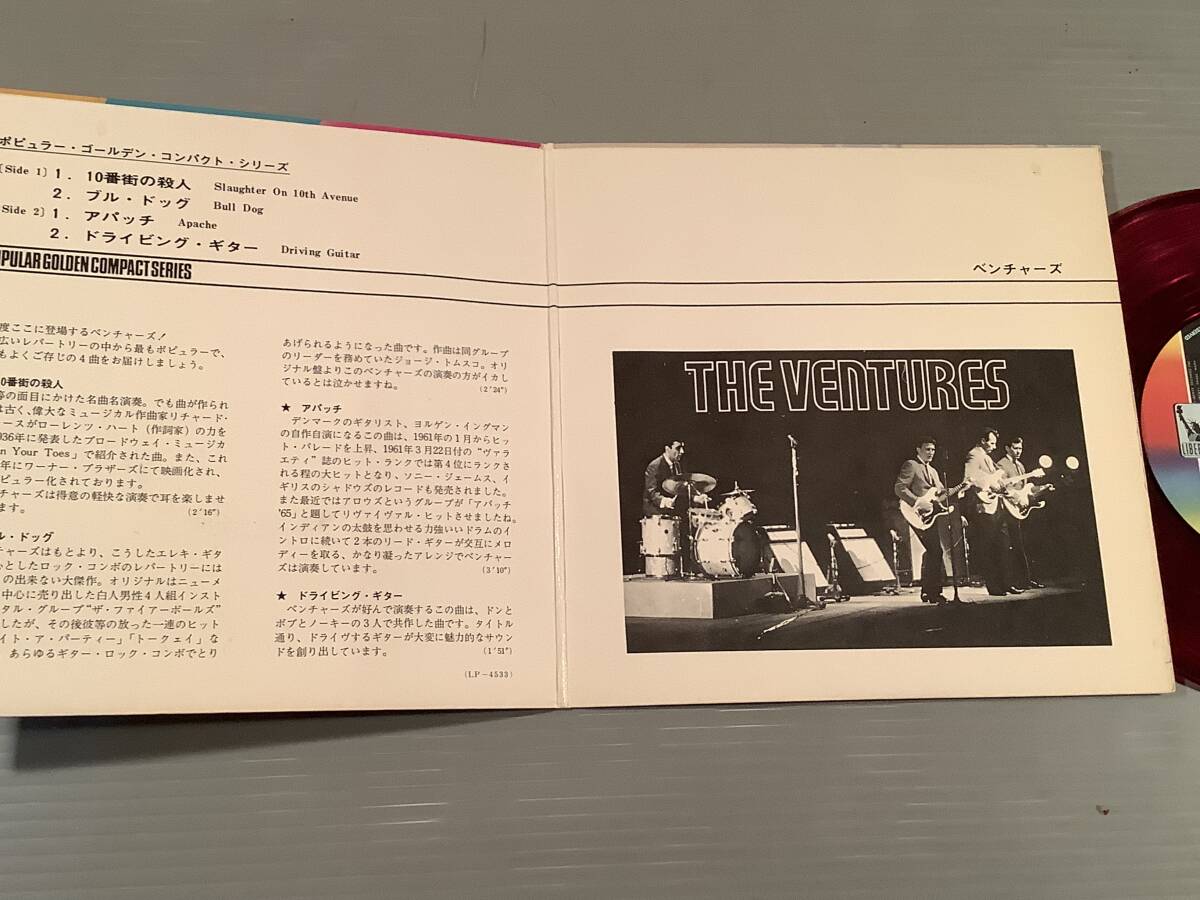 ポピュラー・ゴールデン・コンパクト・シリーズ
〔Side 1〕 1. 10番街の殺人 Slaughter On 10th Avenue
2. ブル・ドッグ Bull Dog
Side 2〕 1. アパッチ Apache
2. ドライビング・ギター Driving Guitar
OPULAR GOLDEN COMPACT SERIES
度ここに登場するベンチャーズ!
広いレパートリーの中から最もポピュラーで、
もよくご存じの4曲をお届けしましょう。
0番街の殺人
等の面目にかけた名曲名演奏。でも曲が作られ
は古く、偉大なミュージカル作曲家リチャード・
ースがローレンツ・ハート(作詞家)の力を
936年に発表したブロードウェイ・ミュージカ
n Your Toes」で紹介された曲。また、これ
年にワーナー・ブラザーズにて映画化され、
ピュラー化されております。
チャーズは得意の軽快な演奏で耳を楽しませ
ます。 (2′16″)
ル・ドッグ
チャーズはもとより、こうしたエレキ・ギタ
心としたロック・コンボのレパートリーには
の出来ない大傑作。オリジナルはニューメ
中心に売り出した白人男性4人組インスト
タル・グループ“ザ・ファイアーボールズ”
したが、その後彼等の放った一連のヒット
イト・ア・パーティー」「トークェイ」な
あらゆるギター・ロック・コンボでとり
あげられるようになった曲です。作曲は同グループ
のリーダーを務めていたジョージ・トムスコ。オリ
ジナル盤よりこのベンチャーズの演奏の方がイカし
ているとは泣かせますね。 (2′24″)
★ アパッチ
デンマークのギタリスト、ヨルゲン・イングマン
の自作自演になるこの曲は、1961年の1月からヒッ
ト・パレードを上昇、1961年3月22日付の“ヴァラ
エティ”誌のヒット・ランクでは第4位にランクさ
れる程の大ヒットとなり、ソニー・ジェームス、イ
ギリスのシャドウズのレコードも発売されました。
また最近ではアロウズというグループが「アパッチ
'65」と題してリヴァイヴァル・ヒットさせましたね。
インディアンの太鼓を思わせる力強いいドラムのイ
ントロに続いて2本のリード・ギターが交互にメロ
ディーを取る、かなり凝ったアレンジでベンチャー
ズは演奏しています。 (3′10″)
★ ドライビング・ギター
ベンチャーズが好んで演奏するこの曲は、ドンと
ボブとノーキーの3人で共作した曲です。タイトル
通り、ドライヴするギターが大変に魅力的なサウン
ドを創り出しています。 (1′51″)
(LP-4533)
ベンチャーズ
THE VENTURES
LIBER